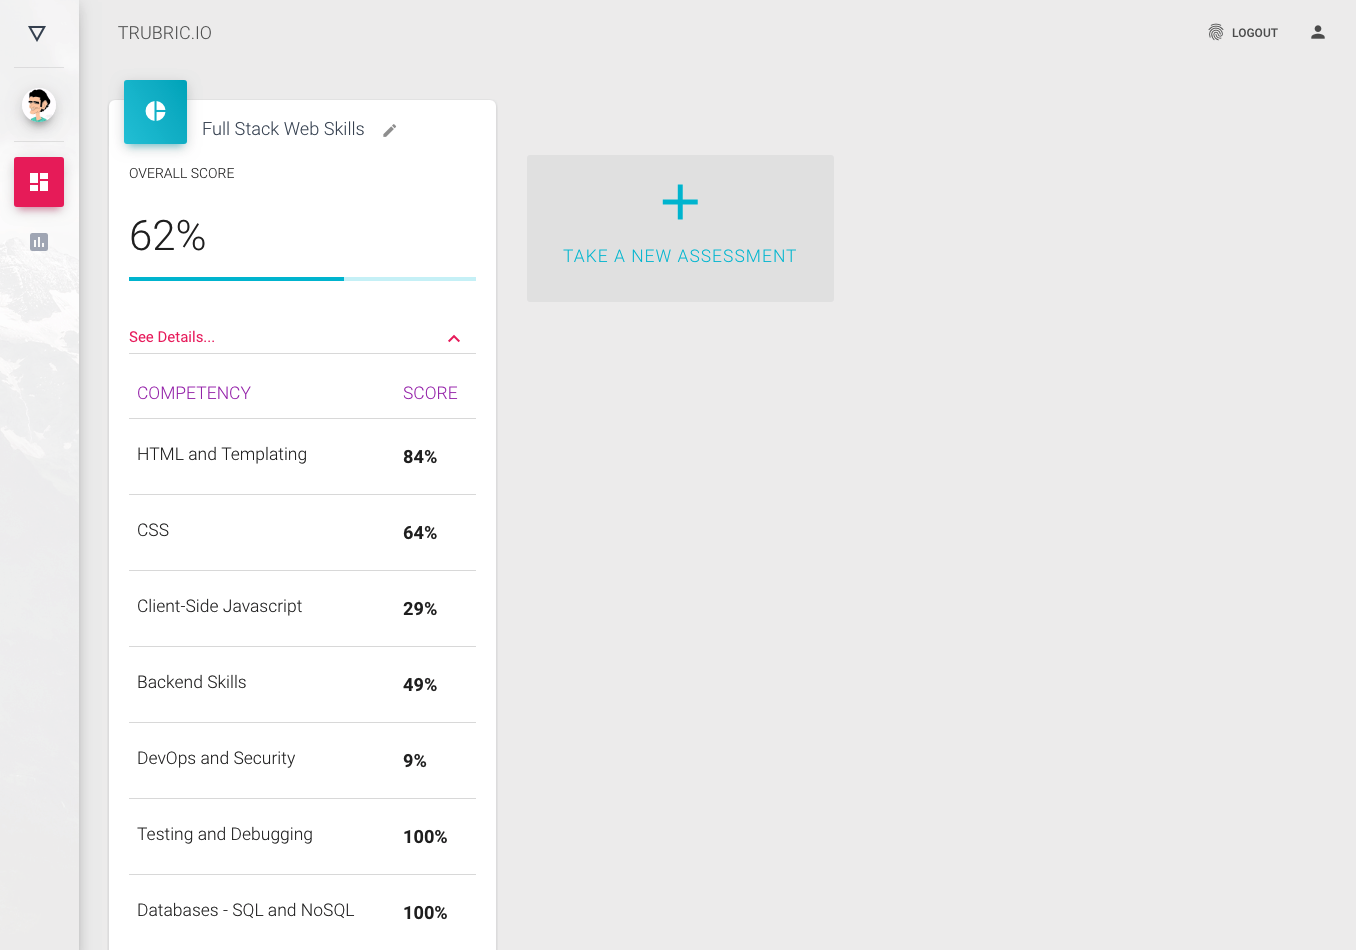 TRUBRIC.IO
LOGOUT
Full Stack Web Skills
OVERALL SCORE
62%
TAKE A NEW ASSESSMENT
See Details...
COMPETENCY SCORE
HTML and Templating 84%
CSS 64%
Client-Side Javascript 29%
Backend Skills 49%
DevOps and Security 9%
Testing and Debugging 100%
Databases - SQL and NoSQL 100%